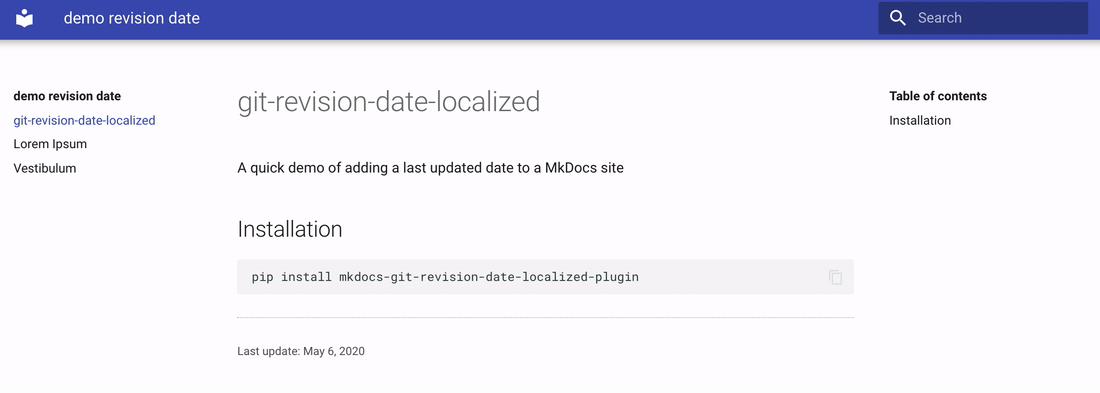 demo revision date
Search
demo revision date
git-revision-date-localized
Lorem Ipsum
Vestibulum
git-revision-date-localized
A quick demo of adding a last updated date to a MkDocs site
Installation
pip install mkdocs-git-revision-date-localized-plugin
Last update: May 6, 2020
Table of contents
Installation